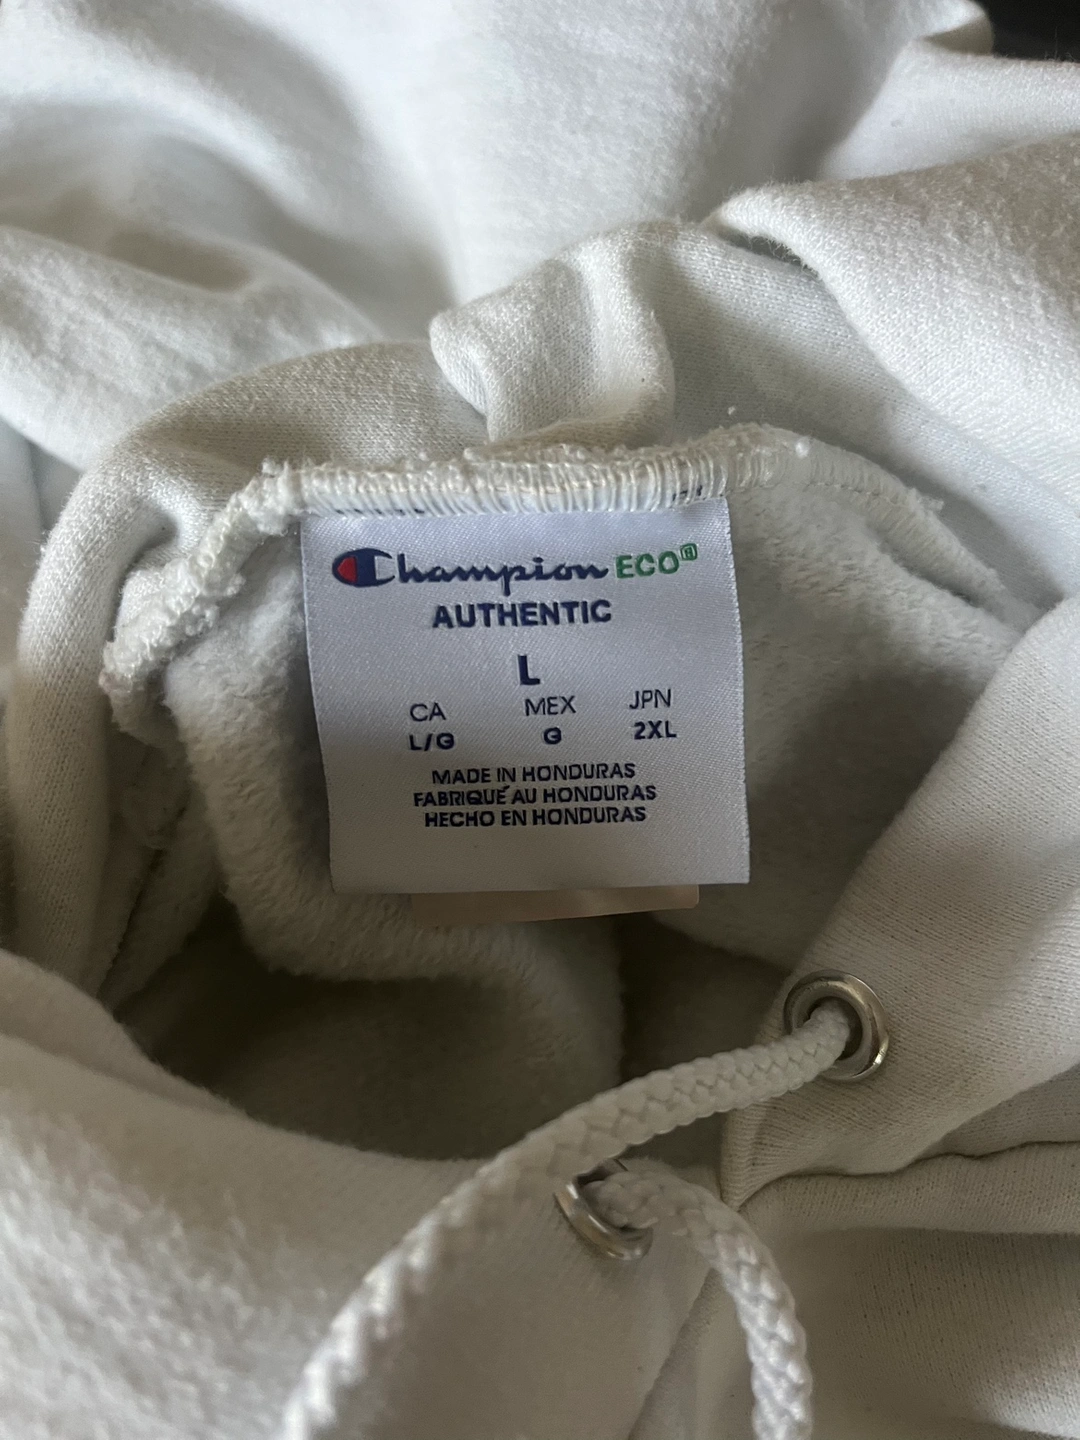 Champion ECO®
AUTHENTIC
L
CA MEX JPN
L/G G 2XL
MADE IN HONDURAS
FABRIQUÉ AU HONDURAS
HECHO EN HONDURAS